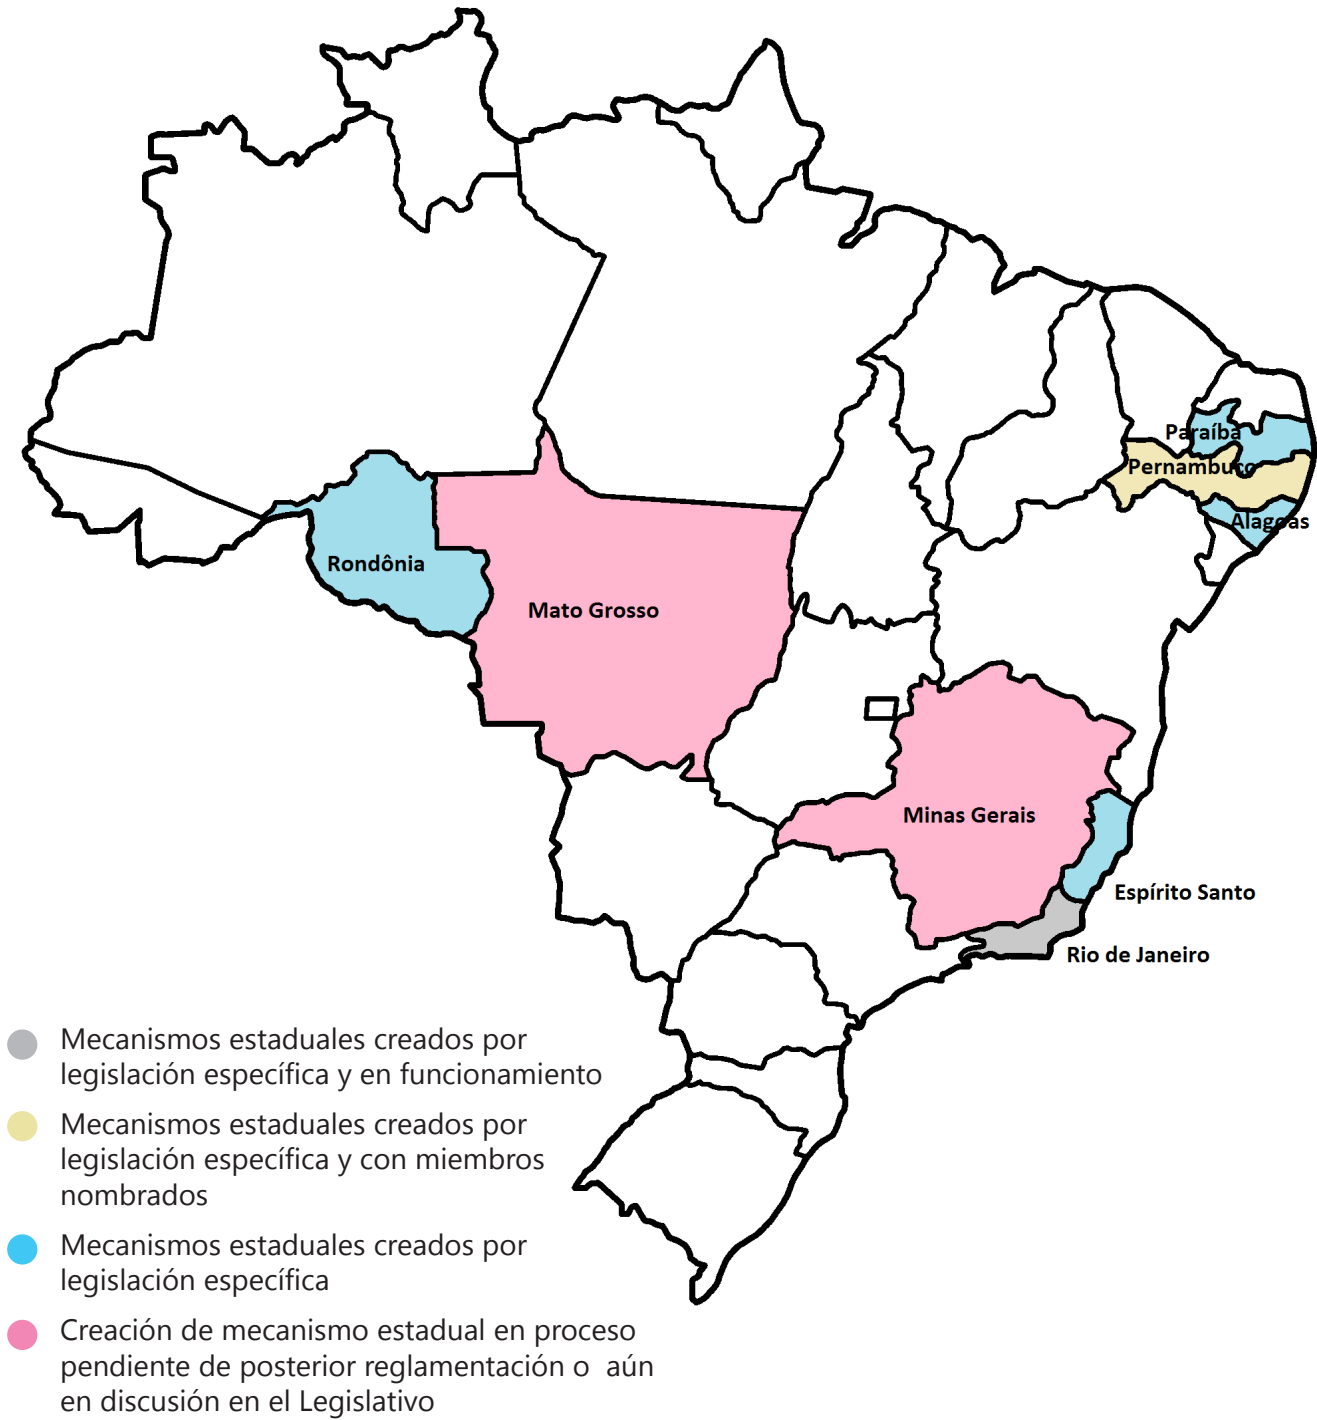 Paraíba
Pernambuco
Alagoas
Rondônia
Mato Grosso
Minas Gerais
Espírito Santo
Rio de Janeiro
Mecanismos estaduales creados por
legislación específica y en funcionamiento
Mecanismos estaduales creados por
legislación específica y con miembros
nombrados
Mecanismos estaduales creados por
legislación específica
Creación de mecanismo estadual en proceso
pendiente de posterior reglamentación o aún
en discusión en el Legislativo